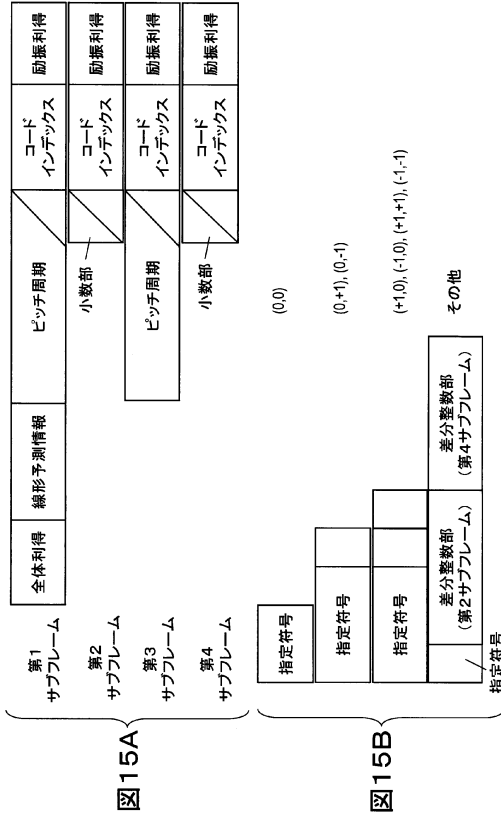 図15A
第1
サブフレーム
全体利得
線形予測情報
ピッチ周期
コード
インデックス
励振利得
第2
サブフレーム
小数部
コード
インデックス
励振利得
第3
サブフレーム
ピッチ周期
コード
インデックス
励振利得
第4
サブフレーム
小数部
コード
インデックス
励振利得
図15B
指定符号
(0,0)
指定符号
(0,+1), (0,-1)
指定符号
(+1,0), (-1,0), (+1,+1), (-1,-1)
指定符号
差分整数部
(第2サブフレーム)
差分整数部
(第4サブフレーム)
その他